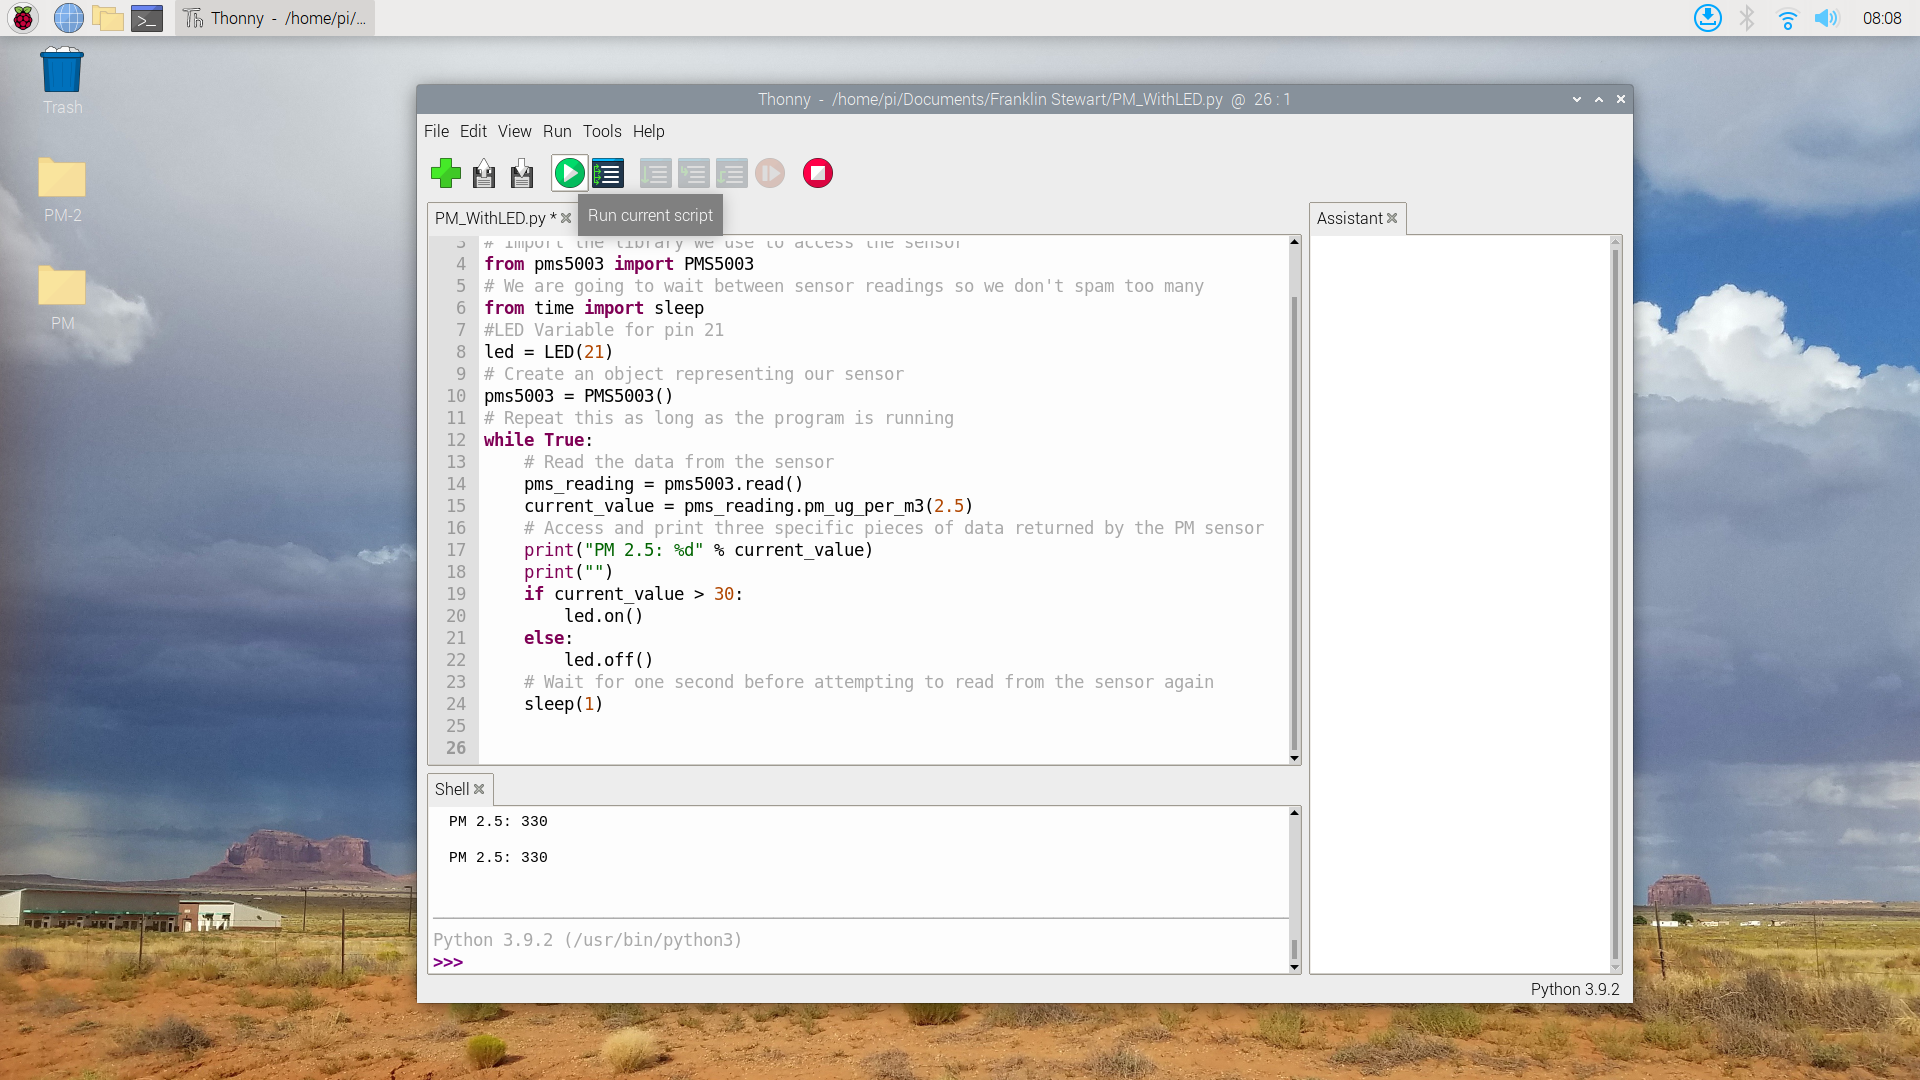 Thonny - /home/pi/...
08:08
Trash
PM-2
PM
Thonny - /home/pi/Documents/Franklin Stewart/PM_WithLED.py @ 26 : 1
File Edit View Run Tools Help
PM_WithLED.py *
Run current script
3 # Import the library we use to access the sensor
4 from pms5003 import PMS5003
5 # We are going to wait between sensor readings so we don't spam too many
6 from time import sleep
7 #LED Variable for pin 21
8 led = LED(21)
9 # Create an object representing our sensor
10 pms5003 = PMS5003()
11 # Repeat this as long as the program is running
12 while True:
13     # Read the data from the sensor
14     pms_reading = pms5003.read()
15     current_value = pms_reading.pm_ug_per_m3(2.5)
16     # Access and print three specific pieces of data returned by the PM sensor
17     print("PM 2.5: %d" % current_value)
18     print("")
19     if current_value > 30:
20         led.on()
21     else:
22         led.off()
23     # Wait for one second before attempting to read from the sensor again
24     sleep(1)
25
26
Assistant
Shell
PM 2.5: 330
PM 2.5: 330
Python 3.9.2 (/usr/bin/python3)
>>>
Python 3.9.2